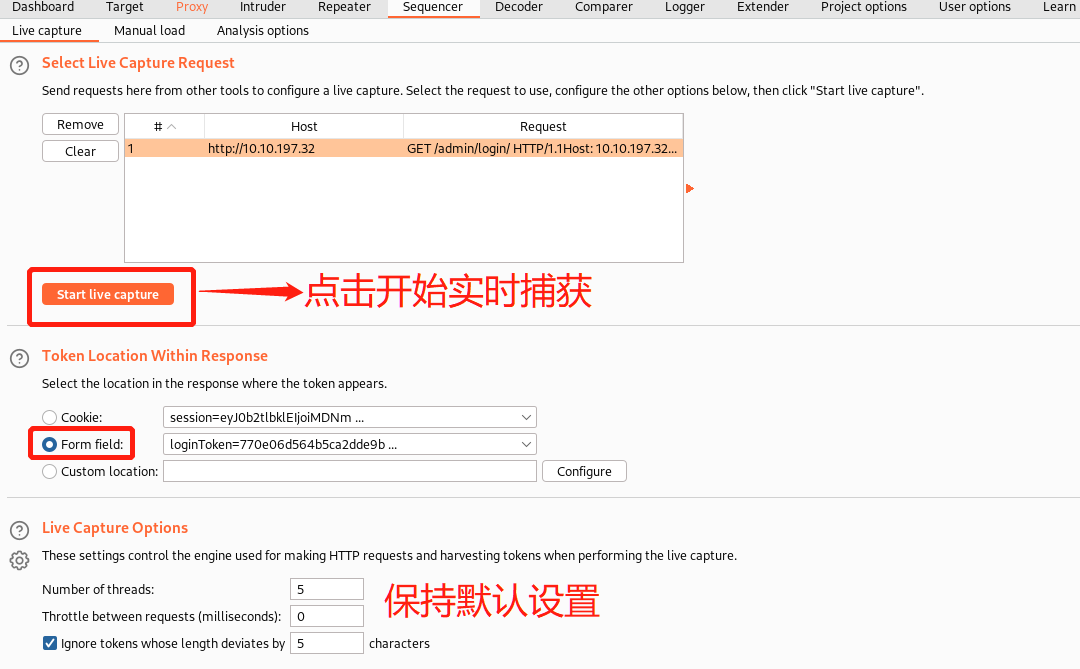 Dashboard Target Proxy Intruder Repeater Sequencer Decoder Comparer Logger Extender Project options User options Learn
Live capture Manual load Analysis options
Select Live Capture Request
Send requests here from other tools to configure a live capture. Select the request to use, configure the other options below, then click "Start live capture".
Remove # Host Request
Clear 1 http://10.10.197.32 GET /admin/login/ HTTP/1.1Host: 10.10.197.32...
Start live capture 点击开始实时捕获
Token Location Within Response
Select the location in the response where the token appears.
Cookie: session=eyJ0b2tlbklEIjoiMDNm ...
Form field: loginToken=770e06d564b5ca2dde9b ...
Custom location: Configure
Live Capture Options
These settings control the engine used for making HTTP requests and harvesting tokens when performing the live capture.
Number of threads: 5
保持默认设置
Throttle between requests (milliseconds): 0
Ignore tokens whose length deviates by 5 characters